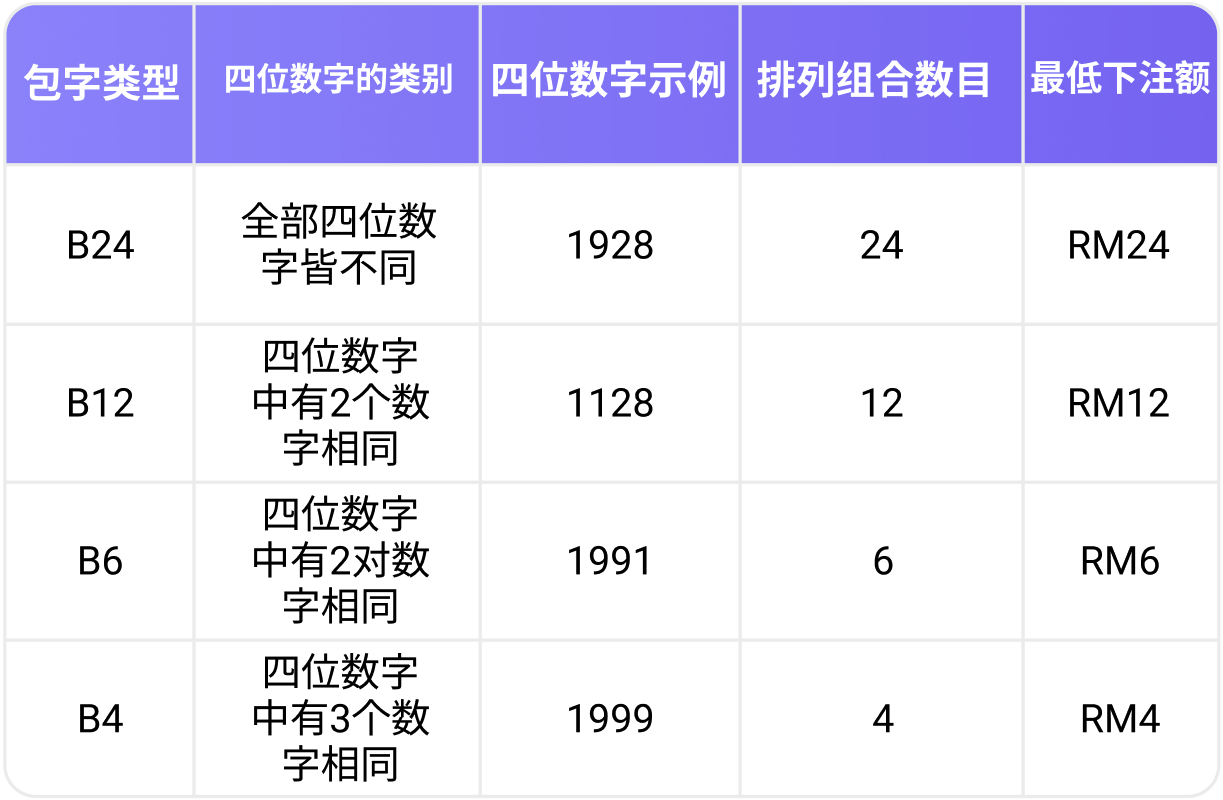 包字类型 四位数字的类别 四位数字示例 排列组合数目 最低下注额
B24 全部四位数 1928 24 RM24
字皆不同
四位数字
B12 中有2个数 1128 12 RM12
字相同
四位数字
B6 中有2对数 1991 6 RM6
字相同
四位数字
B4 中有3个数 1999 4 RM4
字相同